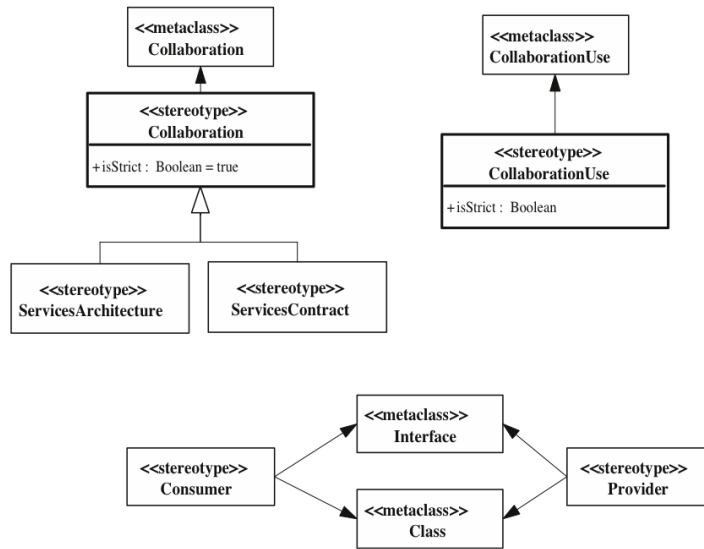 <<metaclass>>
Collaboration
<<stereotype>>
Collaboration
+isStrict : Boolean = true
<<stereotype>>
ServicesArchitecture
<<stereotype>>
ServicesContract
<<metaclass>>
CollaborationUse
<<stereotype>>
CollaborationUse
+isStrict : Boolean
<<stereotype>>
Consumer
<<metaclass>>
Interface
<<metaclass>>
Class
<<stereotype>>
Provider